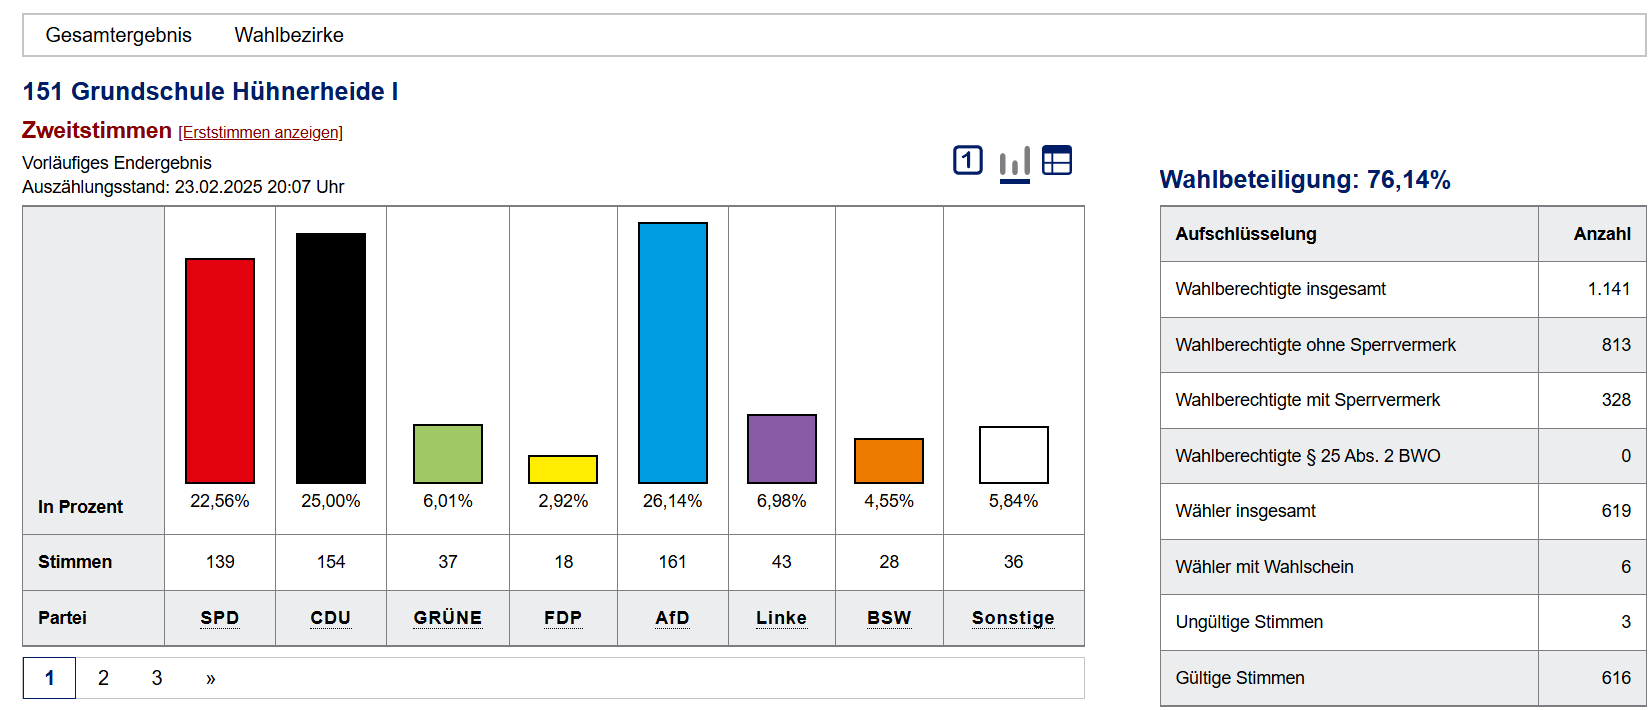 Gesamtergebnis Wahlbezirke
151 Grundschule Hühnerheide I
Zweitstimmen [Erststimmen anzeigen]
Vorläufiges Endergebnis
Auszählungsstand: 23.02.2025 20:07 Uhr
1
In Prozent 22,56% 25,00% 6,01% 2,92% 26,14% 6,98% 4,55% 5,84%
Stimmen 139 154 37 18 161 43 28 36
Partei SPD CDU GRÜNE FDP AfD Linke BSW Sonstige
1 2 3 »
Wahlbeteiligung: 76,14%
Aufschlüsselung Anzahl
Wahlberechtigte insgesamt 1.141
Wahlberechtigte ohne Sperrvermerk 813
Wahlberechtigte mit Sperrvermerk 328
Wahlberechtigte § 25 Abs. 2 BWO 0
Wähler insgesamt 619
Wähler mit Wahlschein 6
Ungültige Stimmen 3
Gültige Stimmen 616